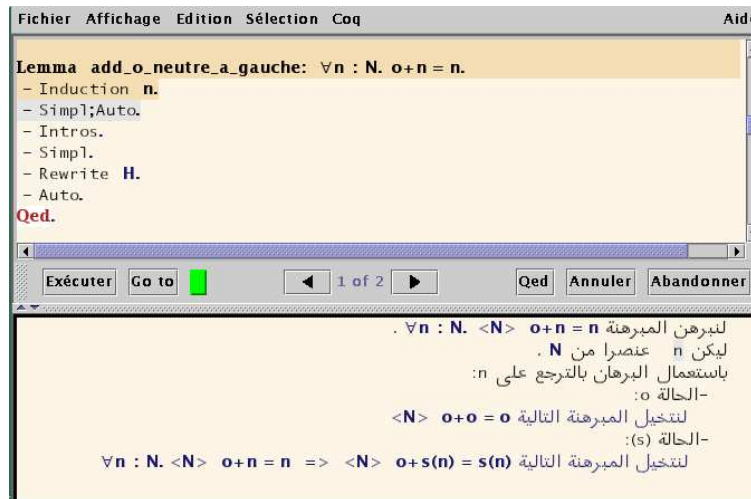 Fichier Affichage Edition Sélection Coq Aide
Lemma add_o_neutre_a_gauche: ∀n : N. o+n = n.
- Induction n.
- Simpl;Auto.
- Intros.
- Simpl.
- Rewrite H.
- Auto.
Qed.
Exécuter Go to 1 of 2 Qed Annuler Abandonner
لنبرهن المبرهنة ∀n : N. <N> o+n = n .
ليكن n عنصرا من N .
باستعمال البرهان بالترجع على n:
-الحالة o:
لنتخيل المبرهنة التالية <N> o+o = o
-الحالة (s):
لنتخيل المبرهنة التالية ∀n : N. <N> o+n = n => <N> o+s(n) = s(n)